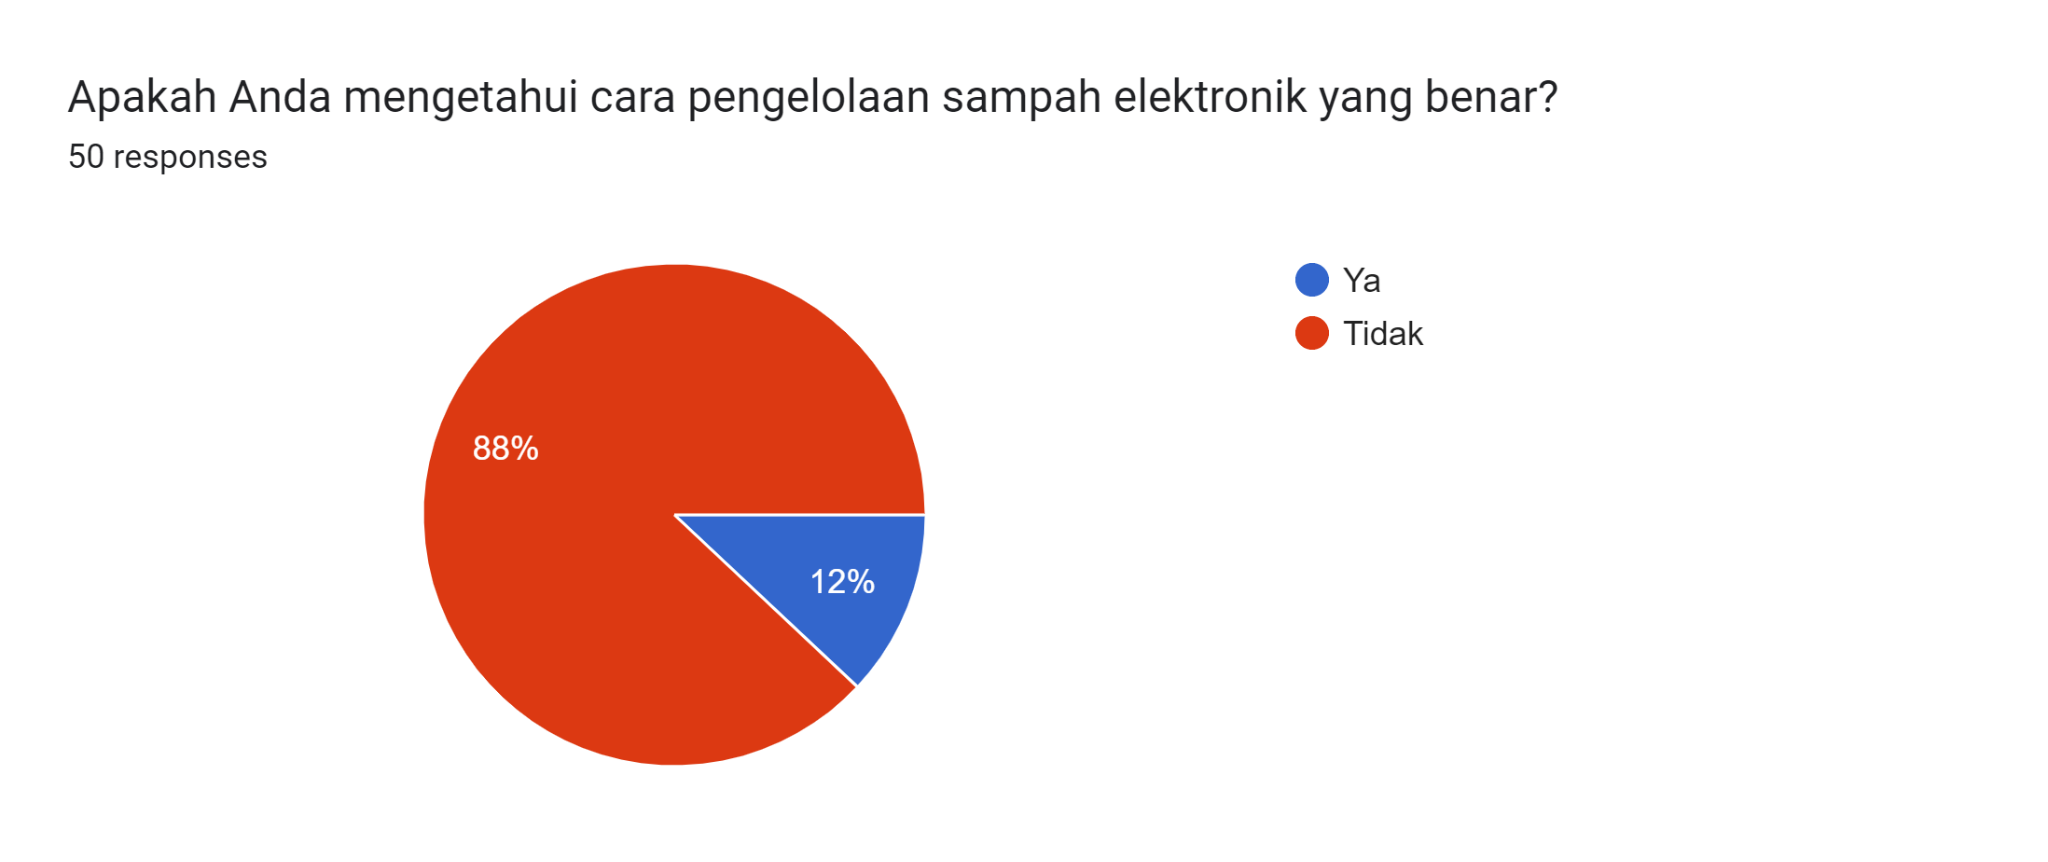 Apakah Anda mengetahui cara pengelolaan sampah elektronik yang benar?
50 responses
Ya
Tidak
88%
12%